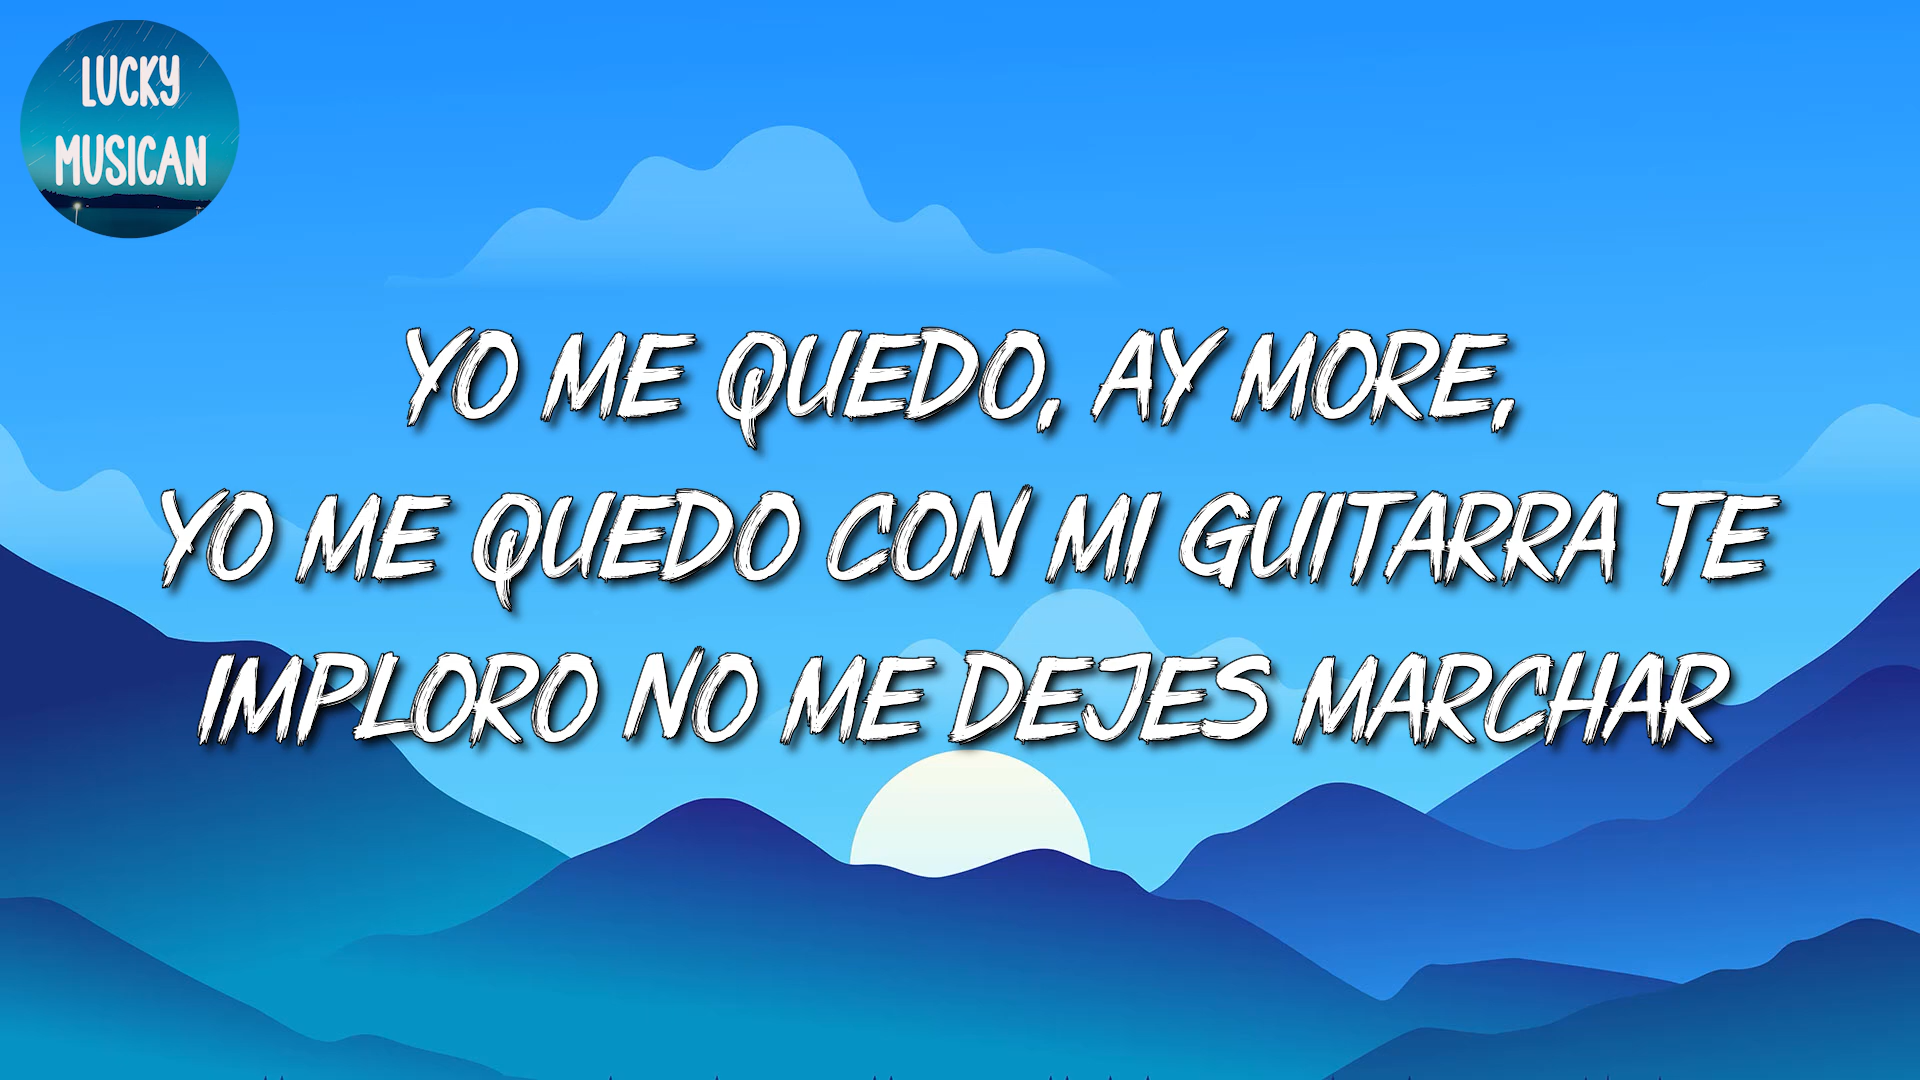 LUCKY
MUSICAN
YO ME QUEDO, AY MORE,
YO ME QUEDO CON MI GUITARRA TE
IMPLORO NO ME DEJES MARCHAR